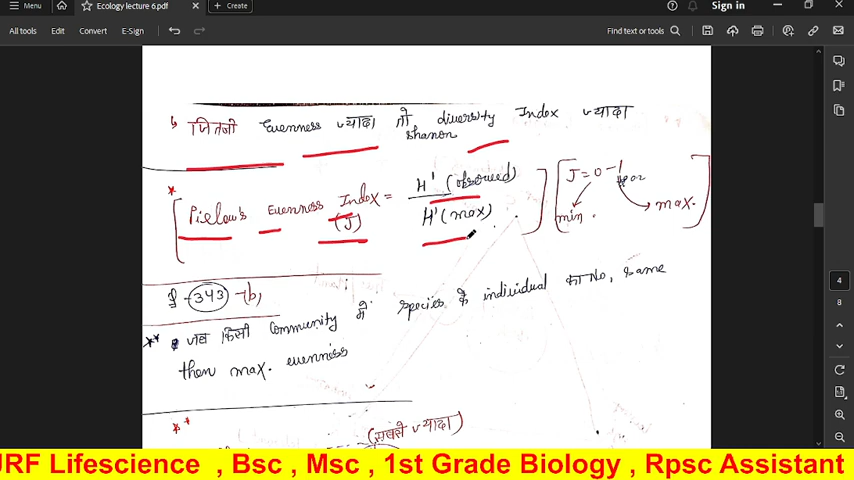 Menu
Ecology lecture 6.pdf
Create
Sign in
All tools Edit Convert E-Sign
Find text or tools
जितनी Evenness ज्यादा तो diversity Index ज्यादा
shanon
* Pielow's Evenness Index = H' (observed)
(J) H' (max)
J = 0 - 1
min. max.
343 -(b)
** जब किसी community में species के individual का No. same
then max. evenness
**
(सबसे ज्यादा)
4
8
JRF Lifescience , Bsc , Msc , 1st Grade Biology , Rpsc Assistant